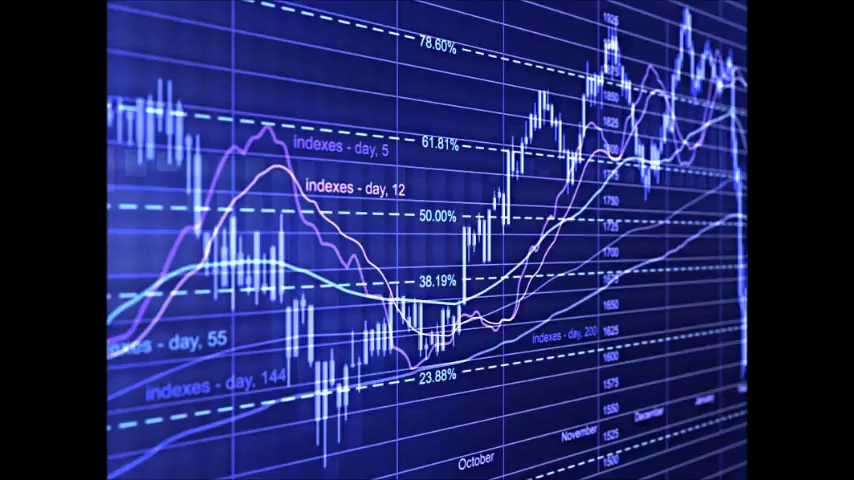 78.60%
indexes - day, 5
61.81%
indexes - day, 12
50.00%
38.19%
indexes - day, 55
indexes - day, 200
indexes - day, 144
23.88%
1925
1875
1850
1825
1800
1775
1750
1725
1700
1675
1650
1625
1600
1575
1550
1525
1500
October
November
December
January